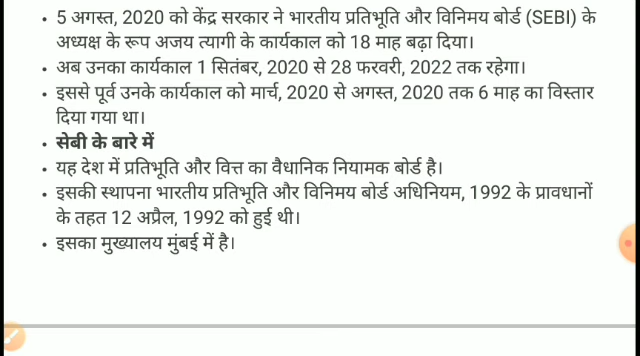 • 5 अगस्त, 2020 को केंद्र सरकार ने भारतीय प्रतिभूति और विनिमय बोर्ड (SEBI) के
अध्यक्ष के रूप अजय त्यागी के कार्यकाल को 18 माह बढ़ा दिया।
• अब उनका कार्यकाल 1 सितंबर, 2020 से 28 फरवरी, 2022 तक रहेगा।
• इससे पूर्व उनके कार्यकाल को मार्च, 2020 से अगस्त, 2020 तक 6 माह का विस्तार
दिया गया था।
• सेबी के बारे में
• यह देश में प्रतिभूति और वित्त का वैधानिक नियामक बोर्ड है।
• इसकी स्थापना भारतीय प्रतिभूति और विनिमय बोर्ड अधिनियम, 1992 के प्रावधानों
के तहत 12 अप्रैल, 1992 को हुई थी।
• इसका मुख्यालय मुंबई में है।